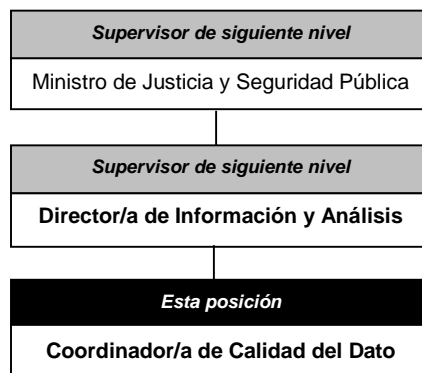 Supervisor de siguiente nivel
Ministro de Justicia y Seguridad Pública
Supervisor de siguiente nivel
Director/a de Información y Análisis
Esta posición
Coordinador/a de Calidad del Dato